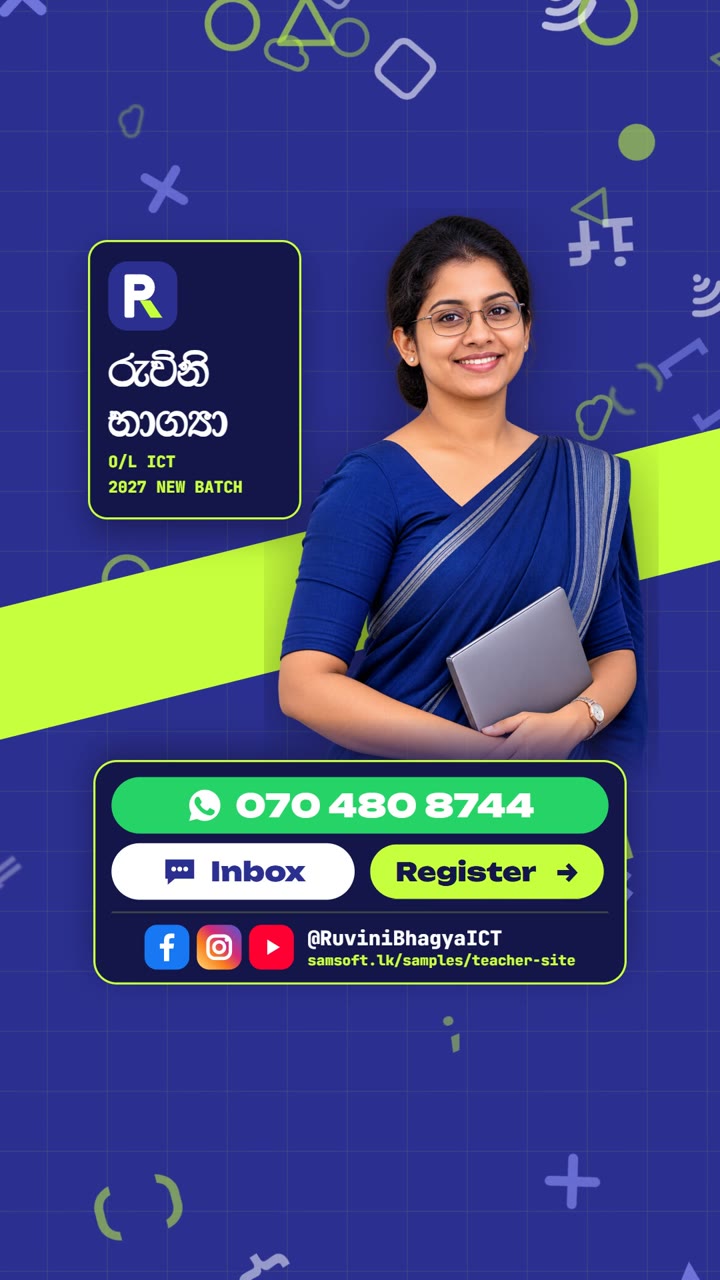 R
රුවිනි
භාග්‍යා
O/L ICT
2027 NEW BATCH
070 480 8744
Inbox
Register →
@RuviniBhagyaICT
samsoft.lk/samples/teacher-site